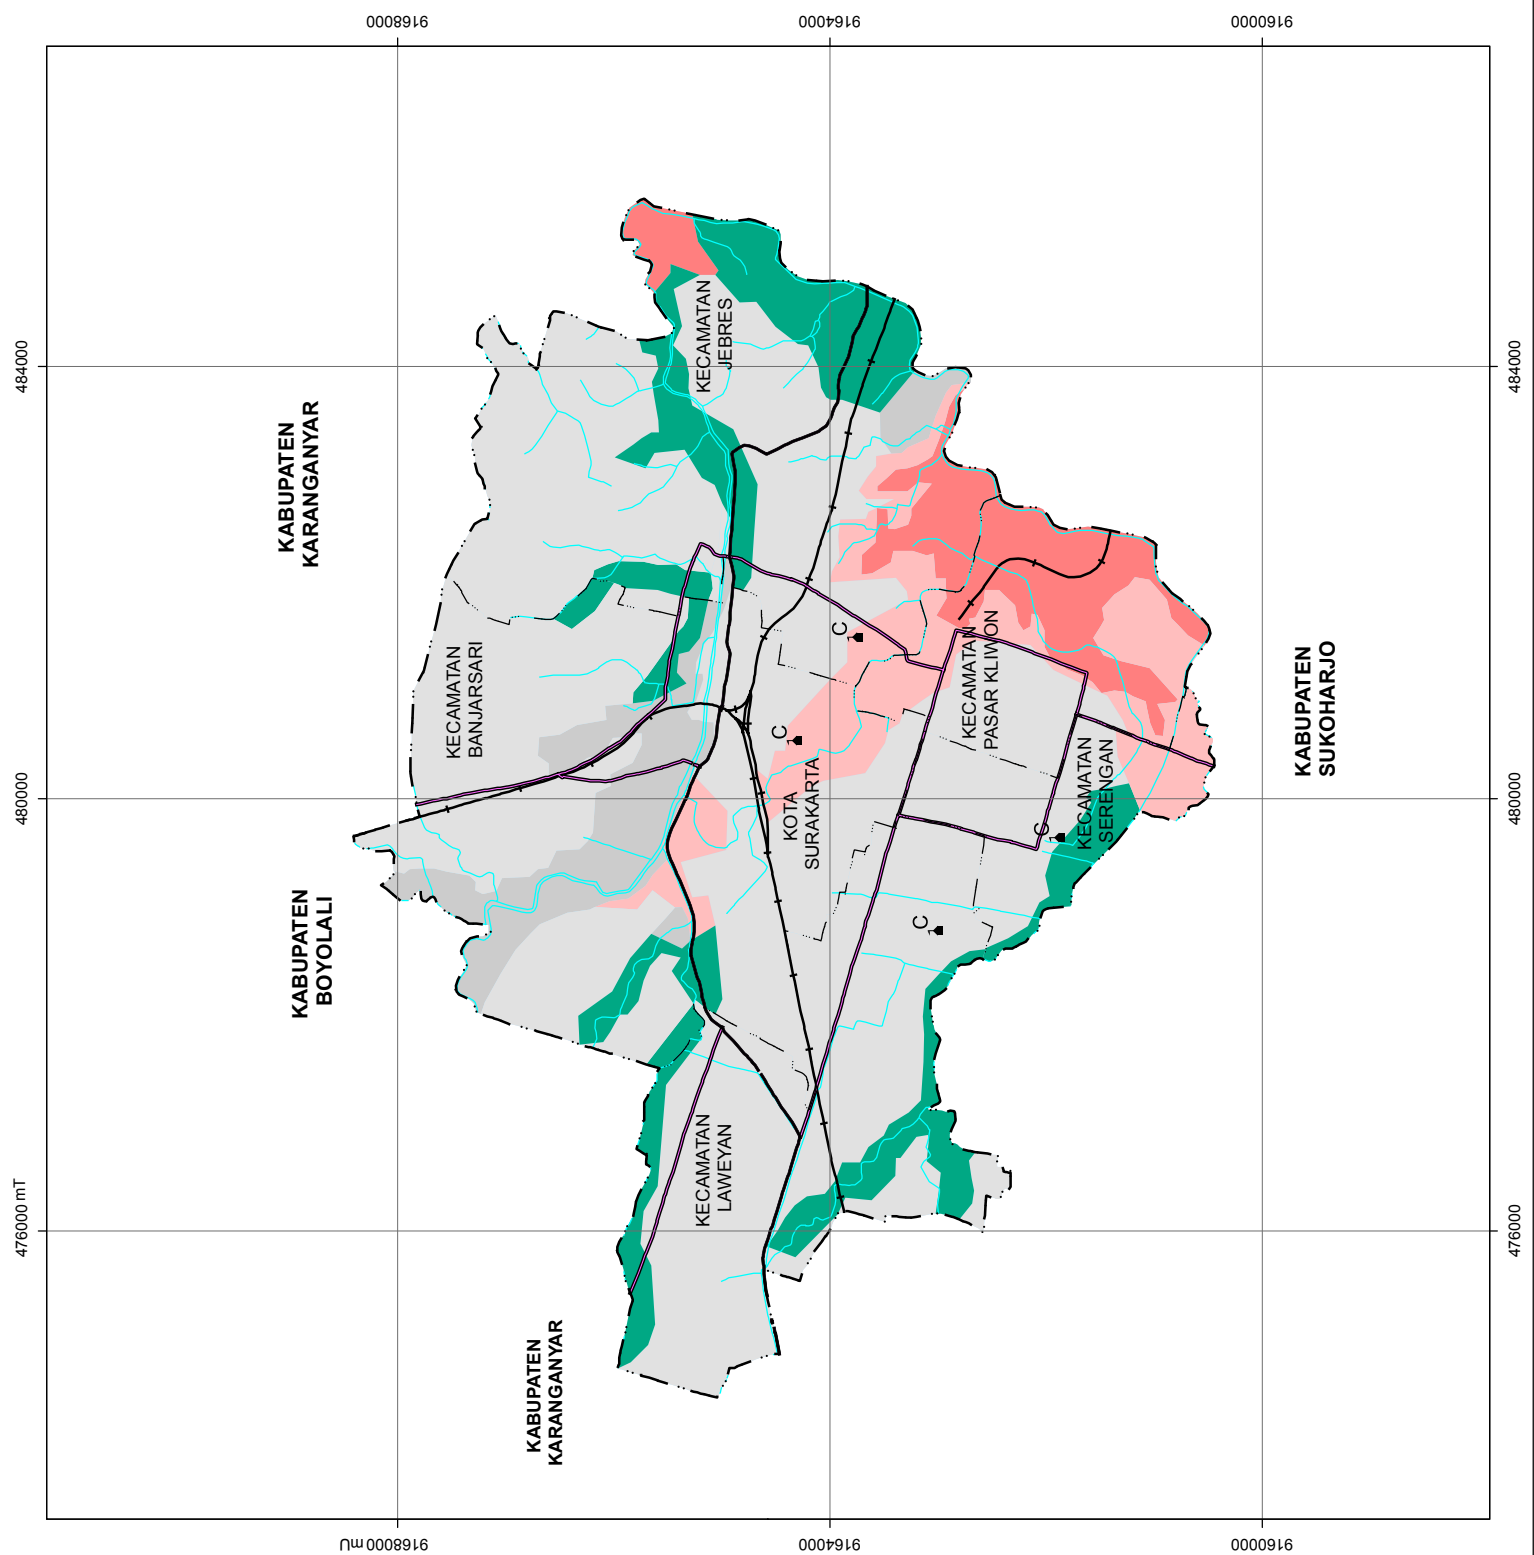 9168000
9164000
9160000
484000
480000
476000 mT
KABUPATEN
KARANGANYAR
KABUPATEN
BOYOLALI
KABUPATEN
KARANGANYAR
KABUPATEN
SUKOHARJO
KECAMATAN
JEBRES
KECAMATAN
BANJARSARI
KECAMATAN
PASAR KLIWON
KOTA
SURAKARTA
KECAMATAN
SERENGAN
KECAMATAN
LAWEYAN
C
C
C
C
484000
480000
476000
9168000 mU
9164000
9160000